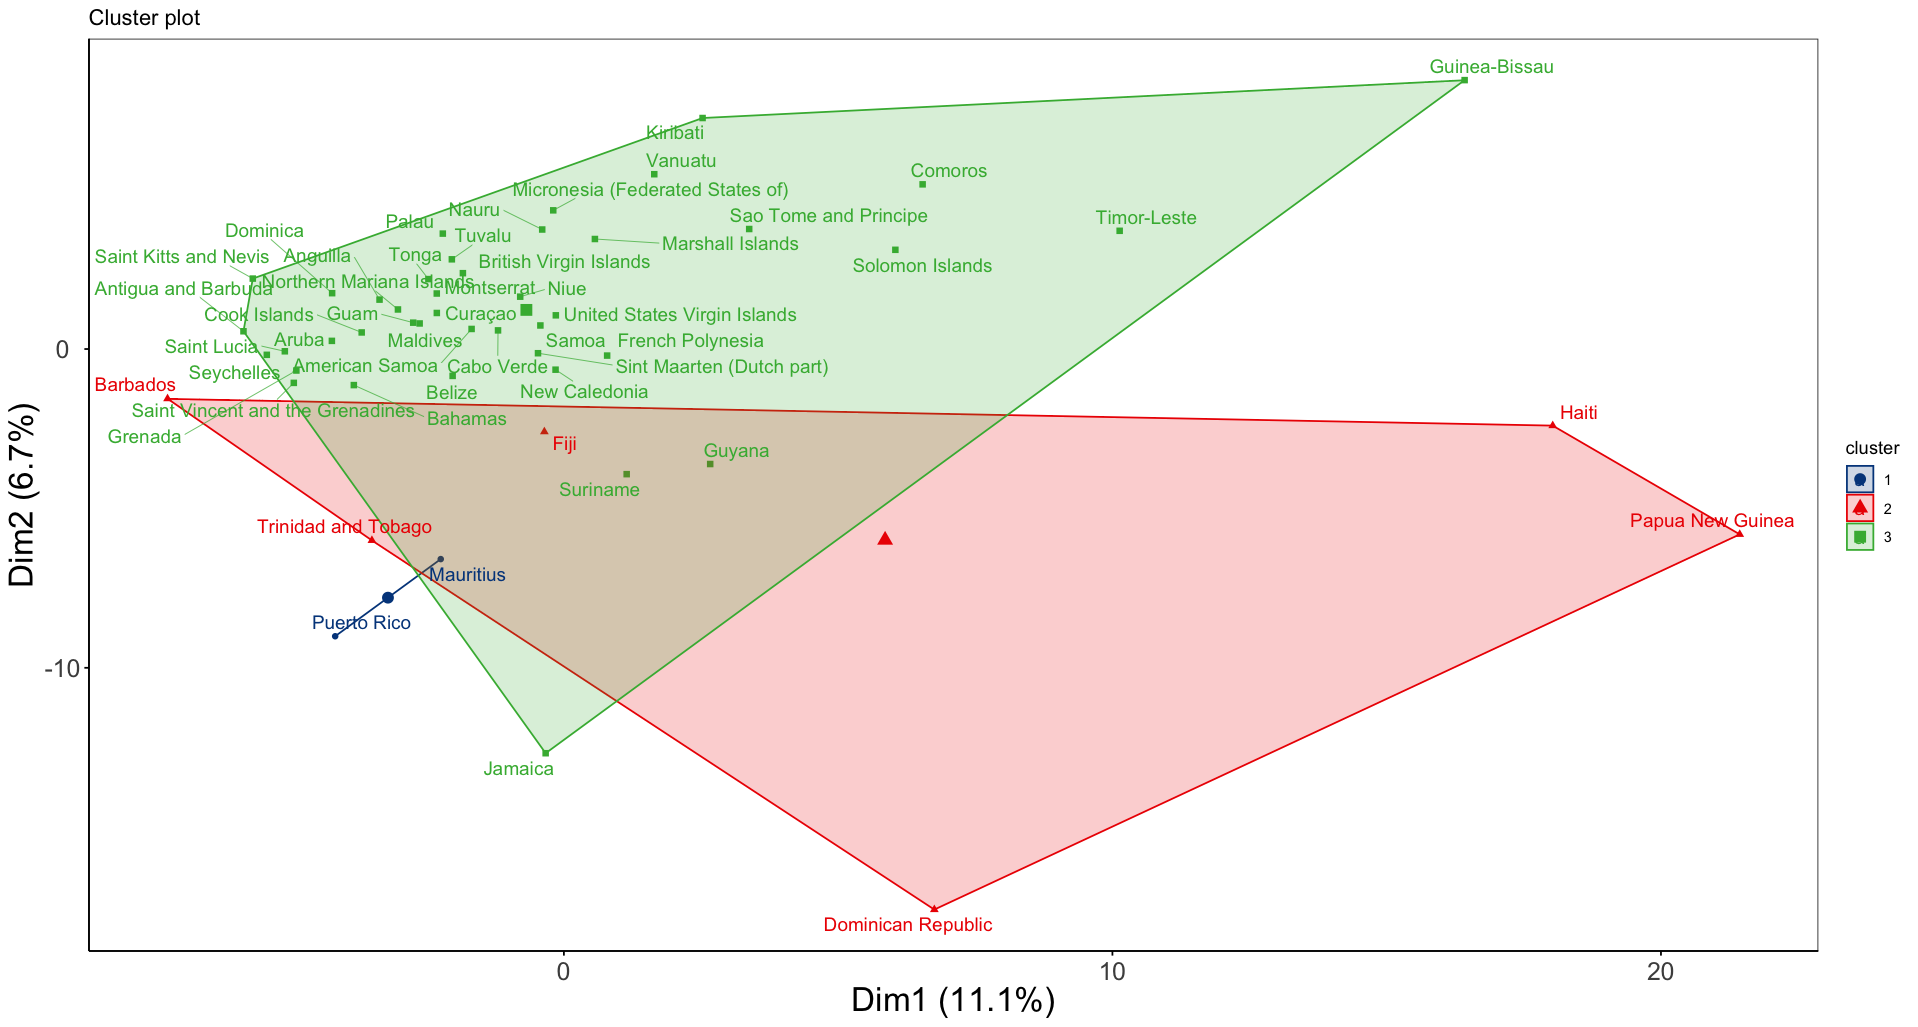 Cluster plot
Guinea-Bissau
Kiribati
Vanuatu
Comoros
Micronesia (Federated States of)
Nauru
Sao Tome and Principe
Timor-Leste
Palau
Dominica
Tuvalu
Marshall Islands
Saint Kitts and Nevis
Anguilla
Tonga
British Virgin Islands
Solomon Islands
Northern Mariana Islands
Antigua and Barbuda
Montserrat
Niue
Cook Islands
Guam
Curaçao
United States Virgin Islands
Saint Lucia
Aruba
Maldives
Samoa
French Polynesia
Seychelles
American Samoa
Cabo Verde
Sint Maarten (Dutch part)
Barbados
Belize
New Caledonia
Saint Vincent and the Grenadines
Bahamas
Haiti
Grenada
Fiji
Guyana
Suriname
Trinidad and Tobago
Papua New Guinea
Mauritius
Puerto Rico
Jamaica
Dominican Republic
0
-10
Dim2 (6.7%)
0
10
20
Dim1 (11.1%)
cluster
1
2
3